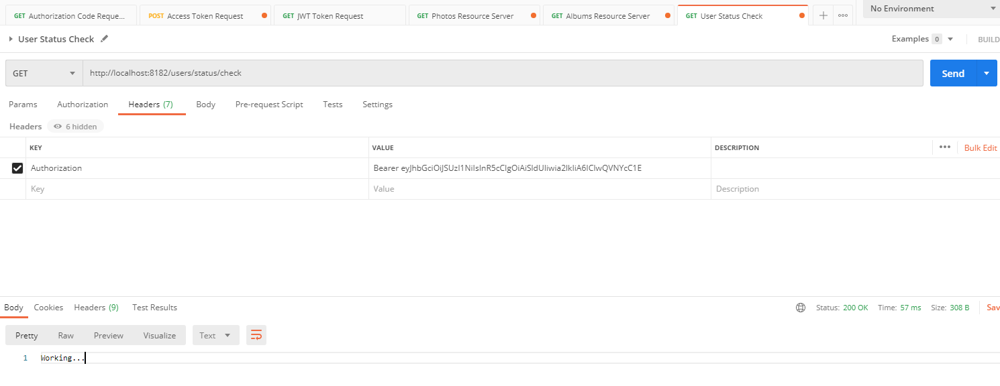 GET Authorization Code Reque...
POST Access Token Request
GET JWT Token Request
GET Photos Resource Server
GET Albums Resource Server
GET User Status Check
No Environment
User Status Check
Examples 0
BUILD
GET
http://localhost:8182/users/status/check
Send
Params
Authorization
Headers (7)
Body
Pre-request Script
Tests
Settings
Headers
6 hidden
KEY
VALUE
DESCRIPTION
Bulk Edit
Authorization
Bearer eyJhbGciOiJSUzI1NiIsInR5cCIgOiAiSldUIiwia2lkIiA6ICIwQVNYcC1E
Key
Value
Description
Body
Cookies
Headers (9)
Test Results
Status: 200 OK
Time: 57 ms
Size: 308 B
Sav
Pretty
Raw
Preview
Visualize
Text
1 Working...